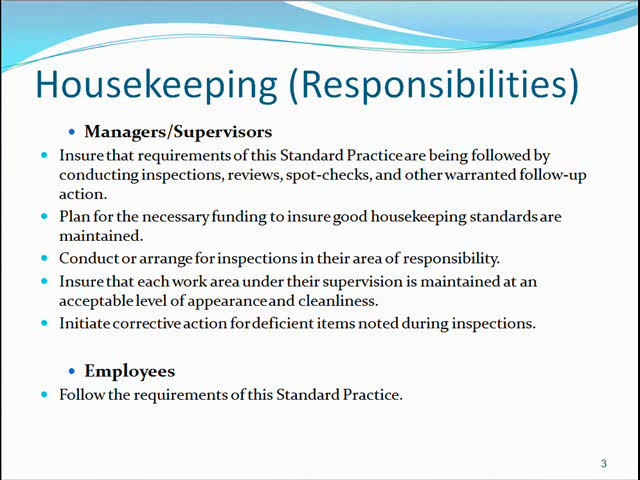 Housekeeping (Responsibilities)
• Managers/Supervisors
• Insure that requirements of this Standard Practice are being followed by
conducting inspections, reviews, spot-checks, and other warranted follow-up
action.
• Plan for the necessary funding to insure good housekeeping standards are
maintained.
• Conduct or arrange for inspections in their area of responsibility.
• Insure that each work area under their supervision is maintained at an
acceptable level of appearance and cleanliness.
• Initiate corrective action for deficient items noted during inspections.
• Employees
• Follow the requirements of this Standard Practice.
3